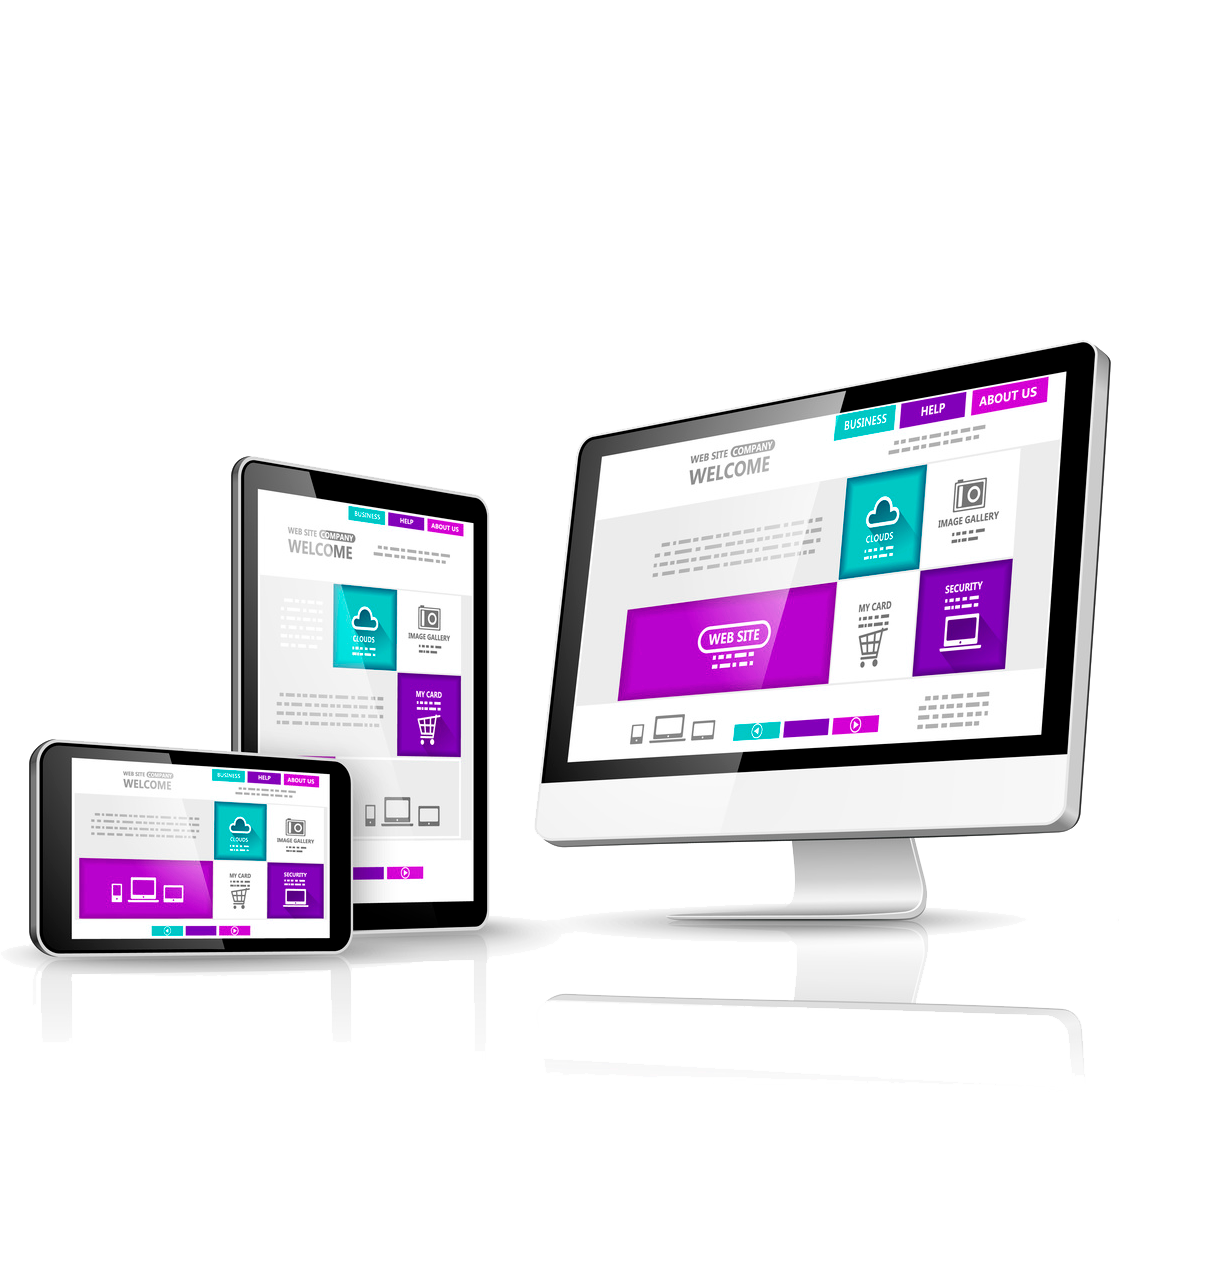 BUSINESS
HELP
ABOUT US
WEB SITE COMPANY
WELCOME
CLOUDS
IMAGE GALLERY
WEB SITE
MY CARD
SECURITY
BUSINESS
HELP
ABOUT US
WEB SITE COMPANY
WELCOME
CLOUDS
IMAGE GALLERY
MY CARD
WEB SITE COMPANY
WELCOME
BUSINESS
HELP
ABOUT US
CLOUDS
IMAGE GALLERY
MY CARD
SECURITY